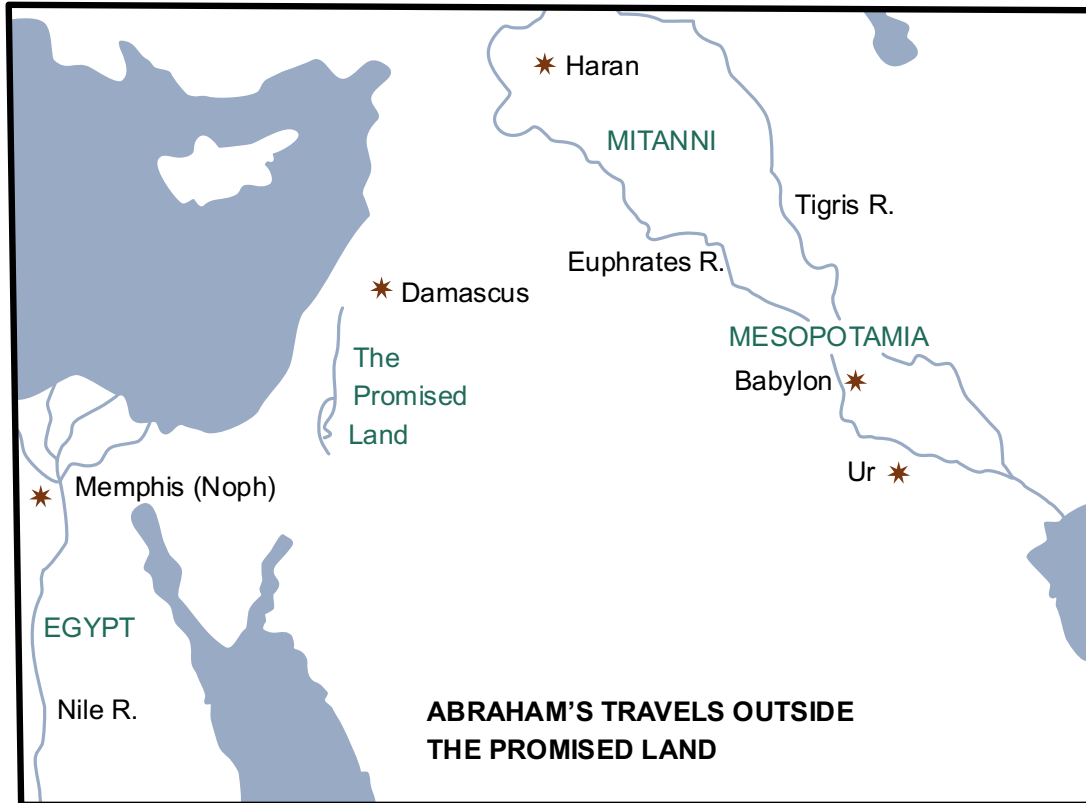 Haran
MITANNI
Tigris R.
Euphrates R.
Damascus
MESOPOTAMIA
The
Promised
Land
Babylon
Ur
Memphis (Noph)
EGYPT
Nile R.
ABRAHAM’S TRAVELS OUTSIDE
THE PROMISED LAND